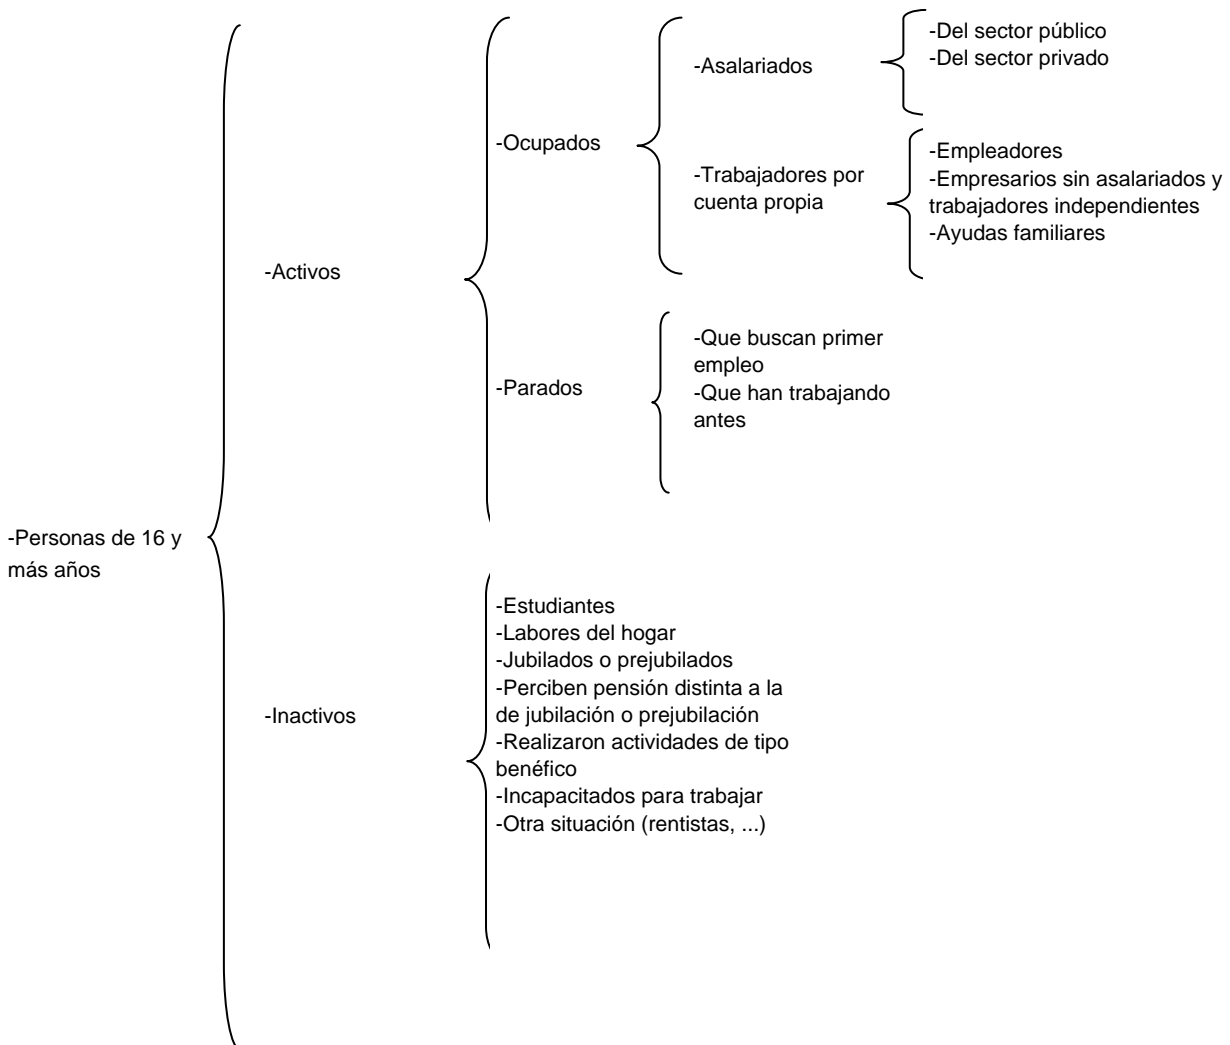 -Personas de 16 y
más años
-Activos
-Ocupados
-Asalariados
-Del sector público
-Del sector privado
-Trabajadores por
cuenta propia
-Empleadores
-Empresarios sin asalariados y
trabajadores independientes
-Ayudas familiares
-Parados
-Que buscan primer
empleo
-Que han trabajando
antes
-Inactivos
-Estudiantes
-Labores del hogar
-Jubilados o prejubilados
-Perciben pensión distinta a la
de jubilación o prejubilación
-Realizaron actividades de tipo
benéfico
-Incapacitados para trabajar
-Otra situación (rentistas, ...)